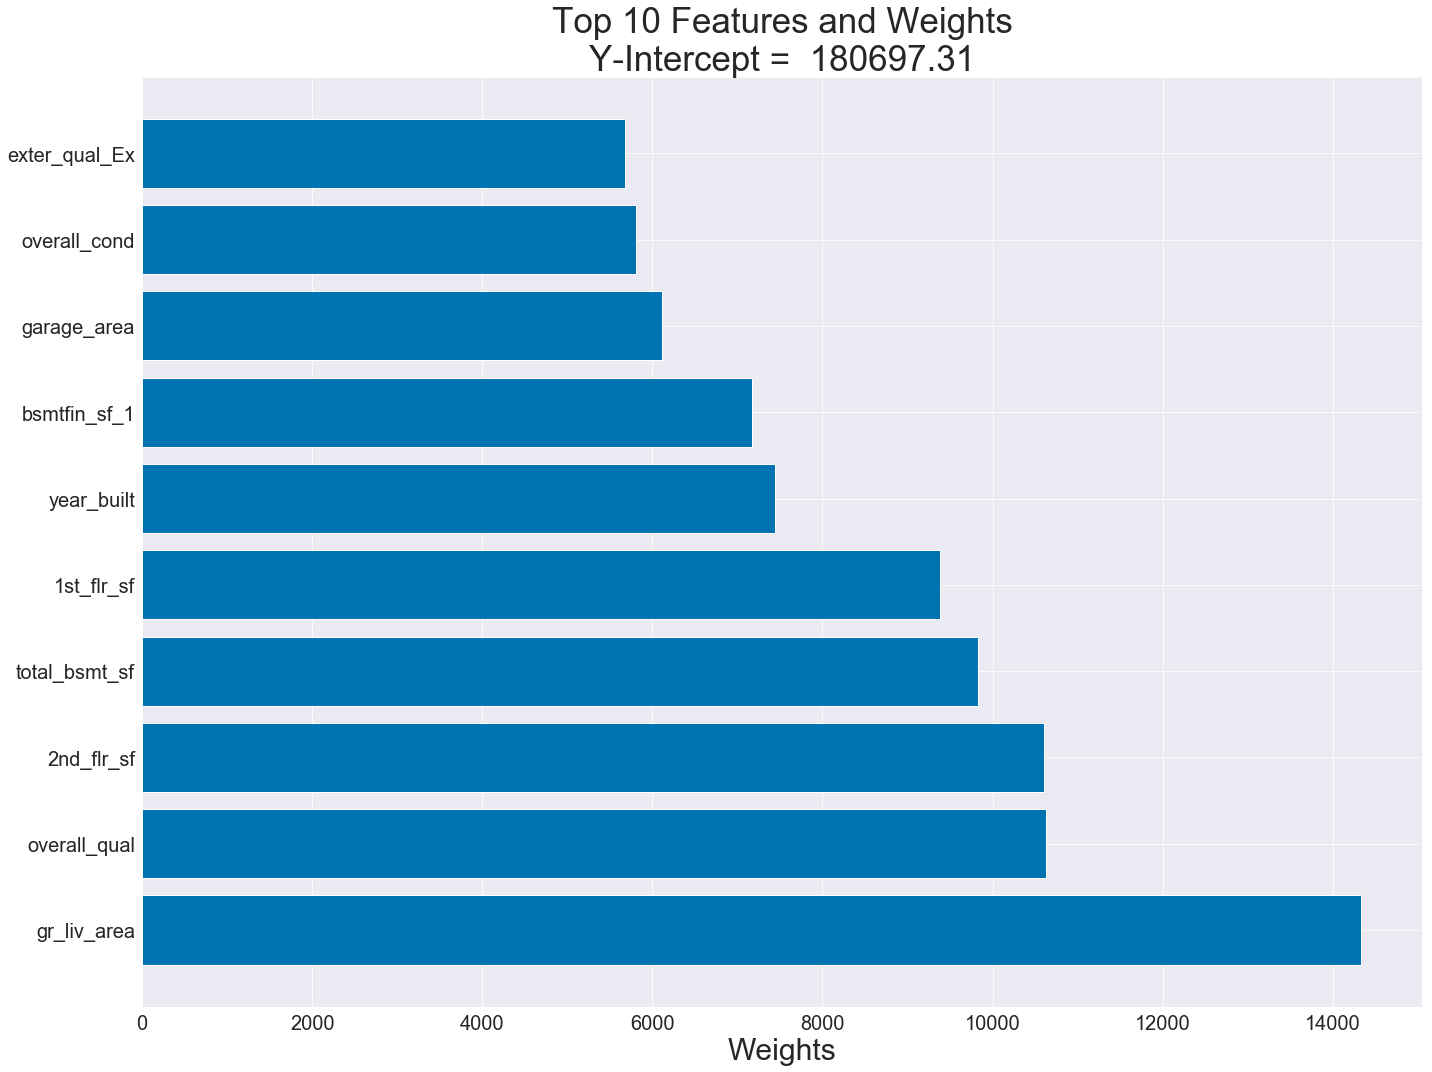 Top 10 Features and Weights
Y-Intercept =  180697.31
exter_qual_Ex
overall_cond
garage_area
bsmtfin_sf_1
year_built
1st_flr_sf
total_bsmt_sf
2nd_flr_sf
overall_qual
gr_liv_area
0 2000 4000 6000 8000 10000 12000 14000
Weights